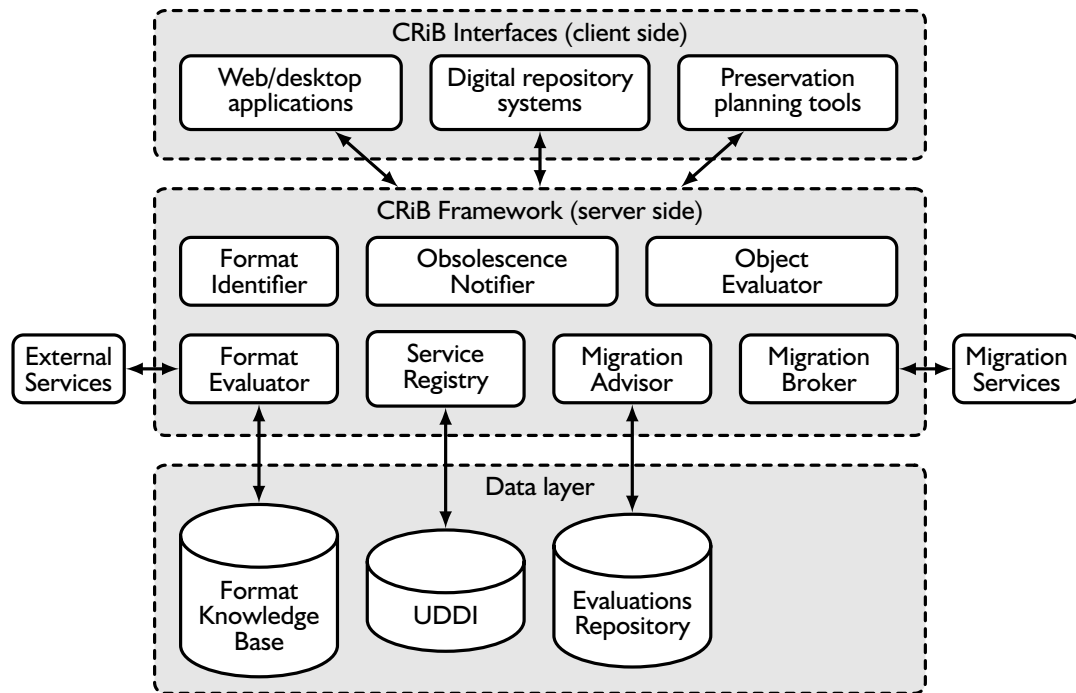 CRiB Interfaces (client side)
Web/desktop
applications
Digital repository
systems
Preservation
planning tools
CRiB Framework (server side)
Format
Identifier
Obsolescence
Notifier
Object
Evaluator
External
Services
Format
Evaluator
Service
Registry
Migration
Advisor
Migration
Broker
Migration
Services
Data layer
Format
Knowledge
Base
UDDI
Evaluations
Repository